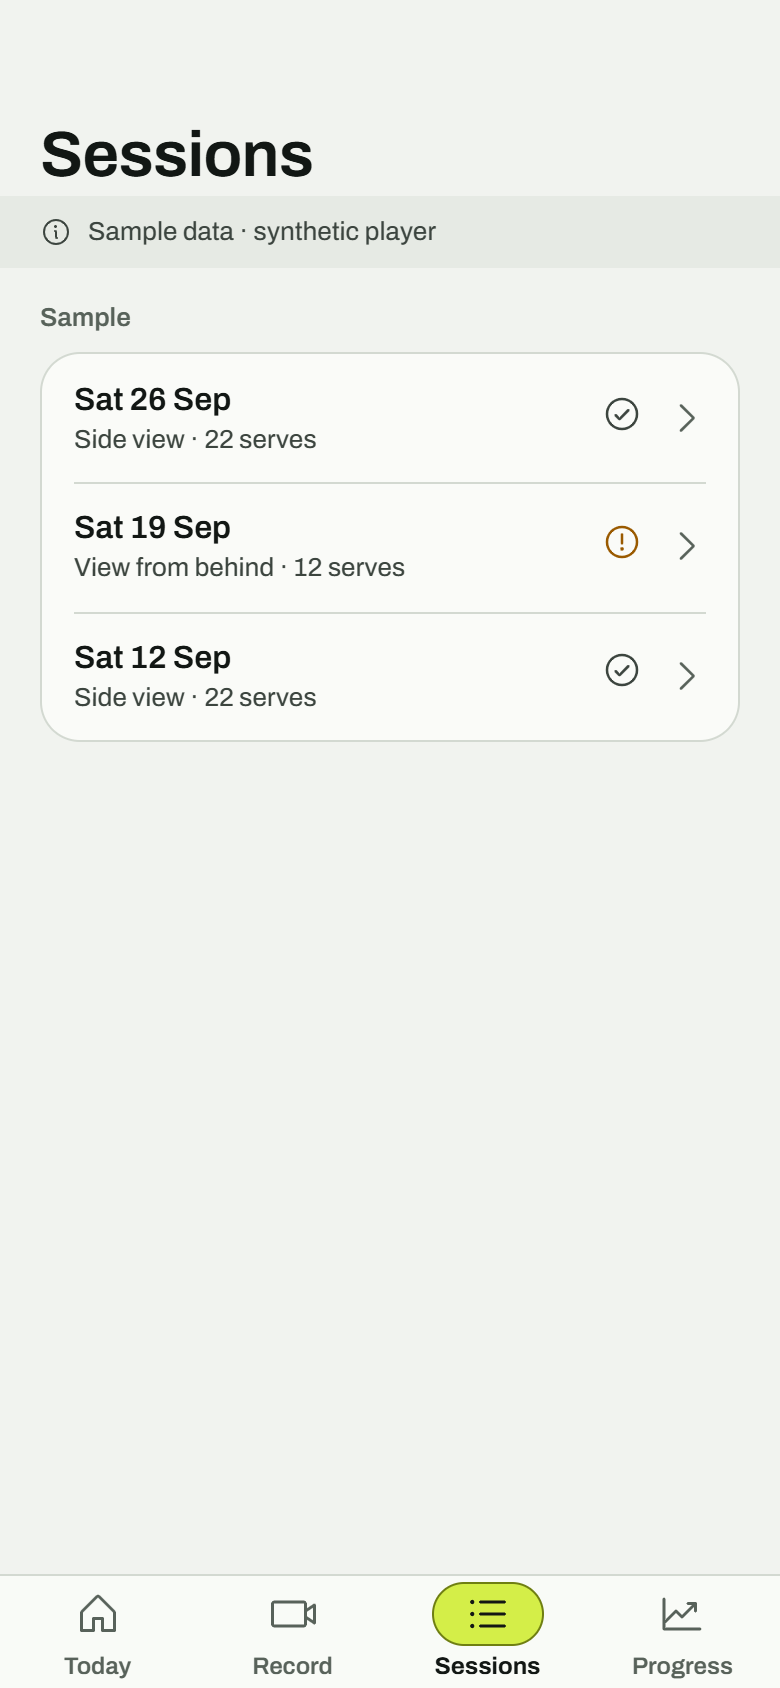 Sessions
Sample data · synthetic player
Sample
Sat 26 Sep
Side view · 22 serves
Sat 19 Sep
View from behind · 12 serves
Sat 12 Sep
Side view · 22 serves
Today
Record
Sessions
Progress